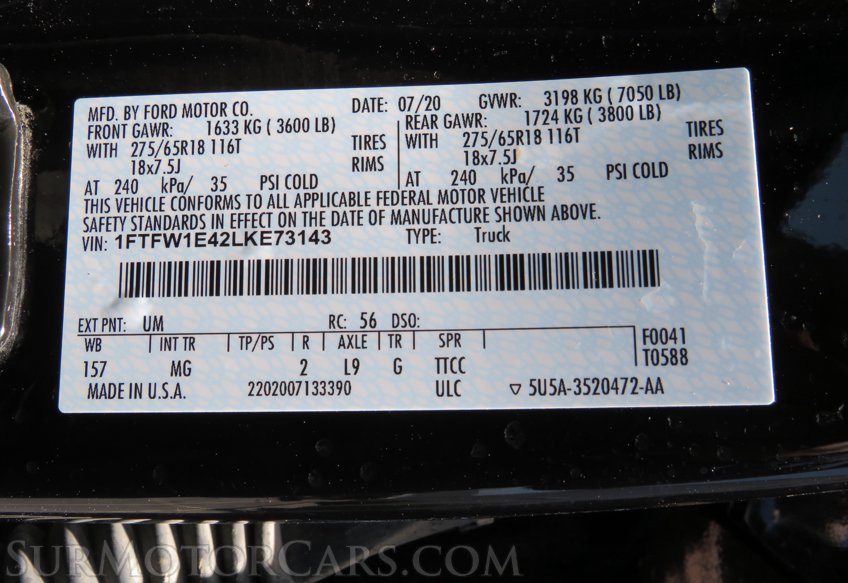 MFD. BY FORD MOTOR CO. DATE: 07/20 GVWR: 3198 KG ( 7050 LB)
FRONT GAWR: 1633 KG ( 3600 LB) REAR GAWR: 1724 KG ( 3800 LB)
WITH 275/65R18 116T TIRES WITH 275/65R18 116T TIRES
18x7.5J RIMS 18x7.5J RIMS
AT 240 kPa/ 35 PSI COLD AT 240 kPa/ 35 PSI COLD
THIS VEHICLE CONFORMS TO ALL APPLICABLE FEDERAL MOTOR VEHICLE
SAFETY STANDARDS IN EFFECT ON THE DATE OF MANUFACTURE SHOWN ABOVE.
VIN: 1FTFW1E42LKE73143 TYPE: Truck
EXT PNT: UM RC: 56 DSO: F0041
WB INT TR TP/PS R AXLE TR SPR T0588
157 MG 2 L9 G TTCC
MADE IN U.S.A. 2202007133390 ULC ▽ 5U5A-3520472-AA
SurMotorCars.com